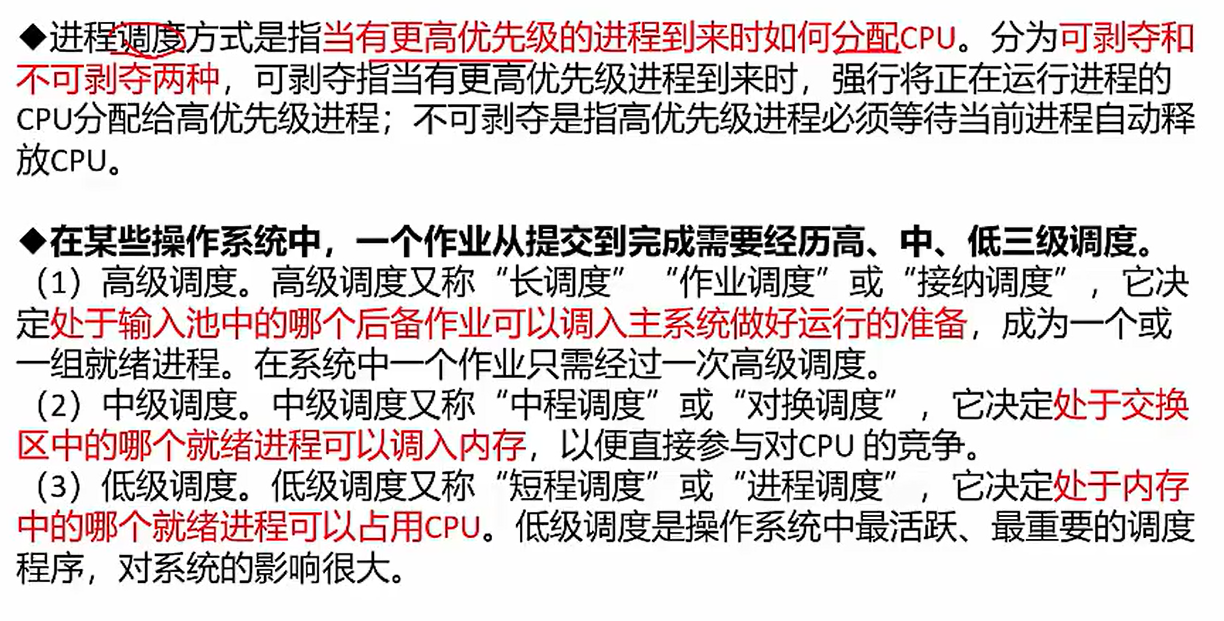 ◆进程调度方式是指当有更高优先级的进程到来时如何分配CPU。分为可剥夺和
不可剥夺两种，可剥夺指当有更高优先级进程到来时，强行将正在运行进程的
CPU分配给高优先级进程；不可剥夺是指高优先级进程必须等待当前进程自动释
放CPU。
◆在某些操作系统中，一个作业从提交到完成需要经历高、中、低三级调度。
（1）高级调度。高级调度又称“长调度”“作业调度”或“接纳调度”，它决
定处于输入池中的哪个后备作业可以调入主系统做好运行的准备，成为一个或
一组就绪进程。在系统中一个作业只需经过一次高级调度。
（2）中级调度。中级调度又称“中程调度”或“对换调度”，它决定处于交换
区中的哪个就绪进程可以调入内存，以便直接参与对CPU 的竞争。
（3）低级调度。低级调度又称“短程调度”或“进程调度”，它决定处于内存
中的哪个就绪进程可以占用CPU。低级调度是操作系统中最活跃、最重要的调度
程序，对系统的影响很大。